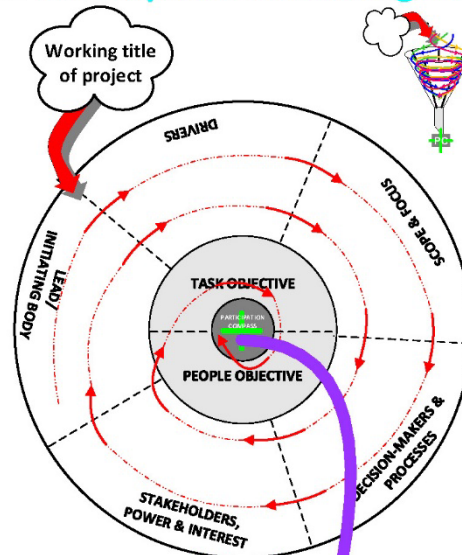 Working title
of project
PC
DRIVERS
SCOPE & FOCUS
LEAD/
INITIATING BODY
TASK OBJECTIVE
PARTICIPATION
COMPASS
PEOPLE OBJECTIVE
DECISION-MAKERS &
PROCESSES
STAKEHOLDERS,
POWER & INTEREST